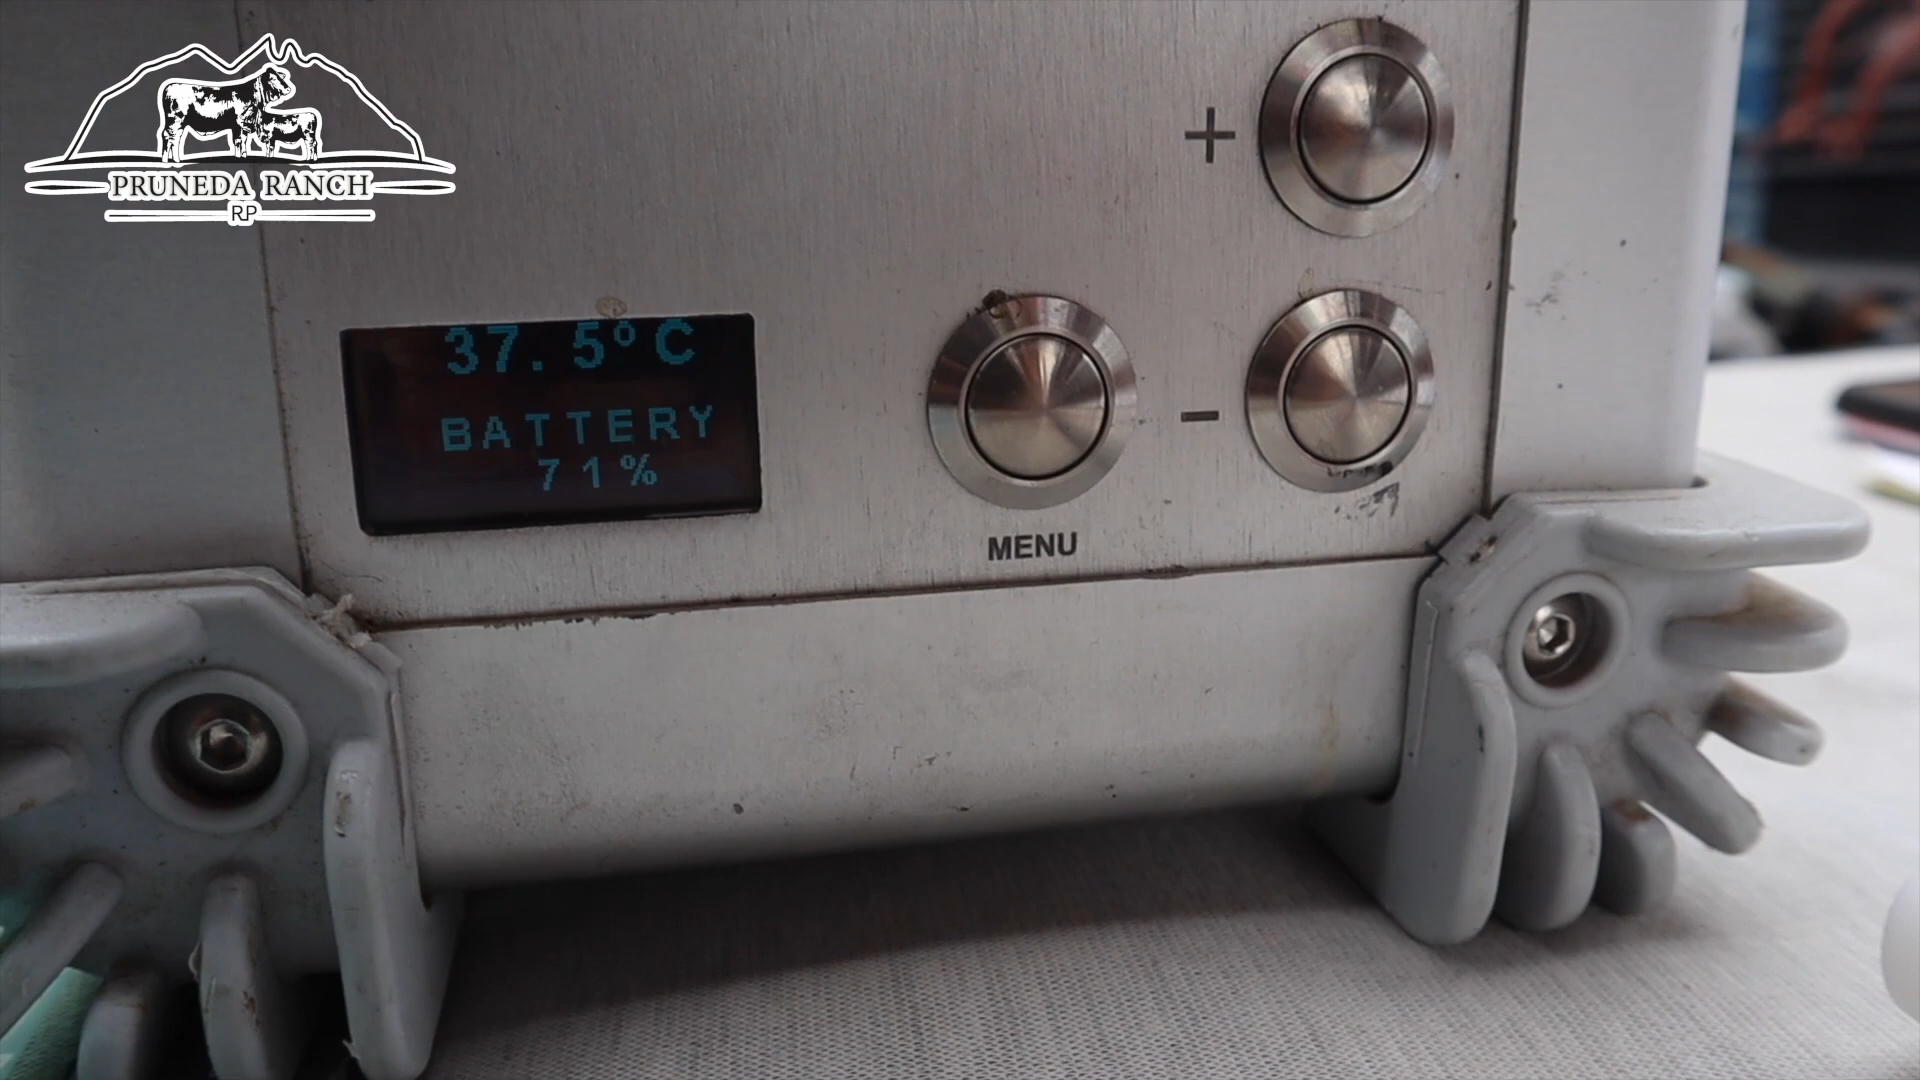 PRUNEDA RANCH
RP
+
37.5°C
BATTERY
71%
-
MENU